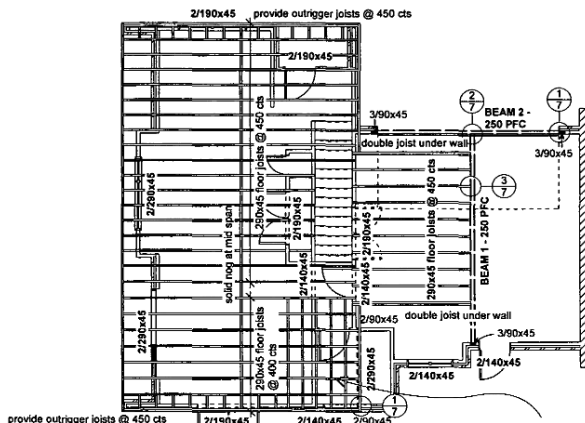 2/190x45 provide outrigger joists @ 450 cts
2/190x45
290x45 floor joists @ 450 cts
2
7
BEAM 2 -
250 PFC
1
7
3/90x45
double joist under wall
3/90x45
3
7
2/290x45
solid nog at mid span
2/190x45
2/190x45
290x45 floor joists @ 450 cts
BEAM 1 - 250 PFC
2/140x45
2/140x45
double joist under wall
2/90x45
3/90x45
2/290x45
290x45 floor joists
@ 400 cts
2/290x45
2/140x45
2/140x45
1
7
provide outrigger joists @ 450 cts
2/190x45
2/140x45
2/90x45